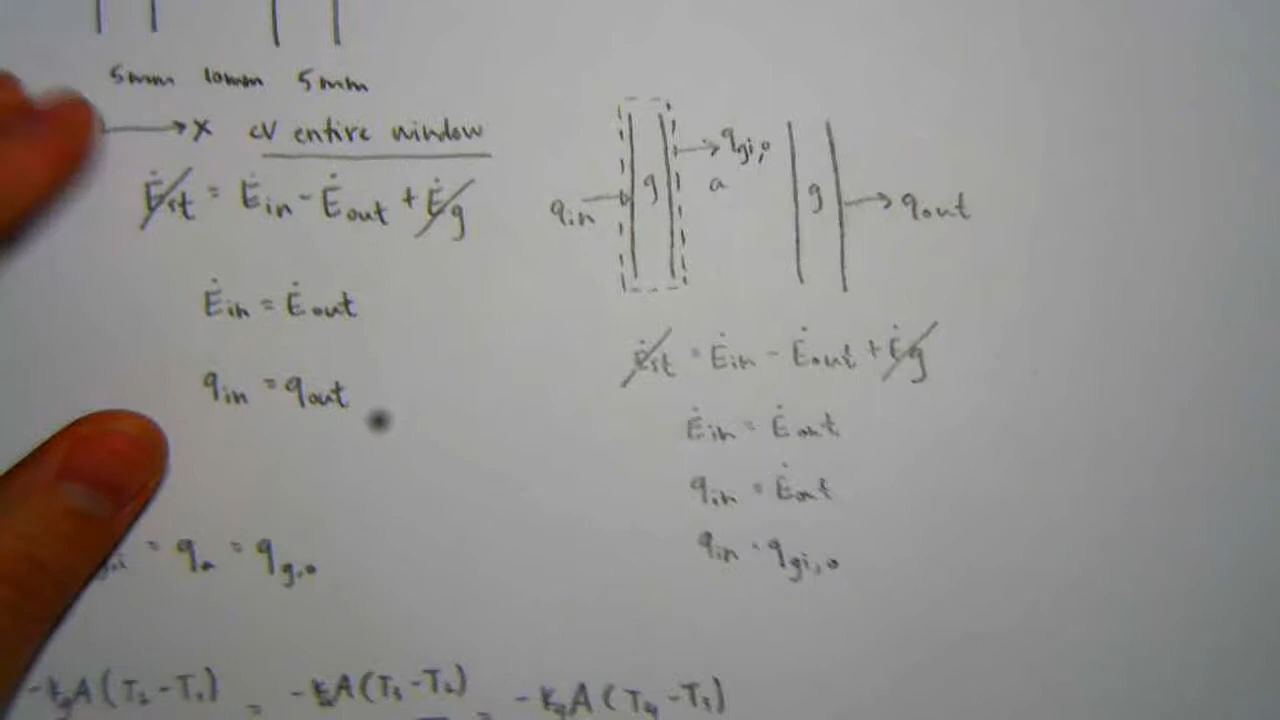 5mm 10mm 5mm
→ x CV entire window
Ėst = Ėin - Ėout + Ėg
Ėin = Ėout
qin = qout
g,i = qa = qg,o
-kgA(T2-T1) = -kaA(T3-T2) = -kgA(T4-T3)
qin → g → qgi,o a g → qout
Ėst = Ėin - Ėout + Ėg
Ėin = Ėout
qin = Ėout
qin = qgi,o